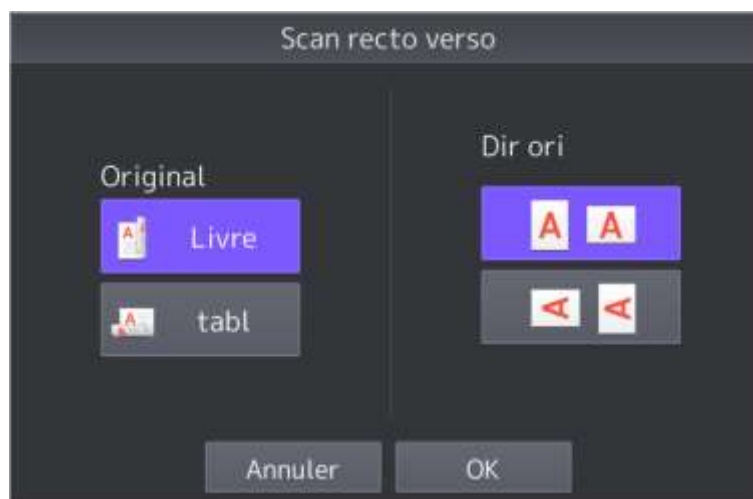 Scan recto verso
Original
Livre
tabl
Dir ori
A A
A A
Annuler
OK